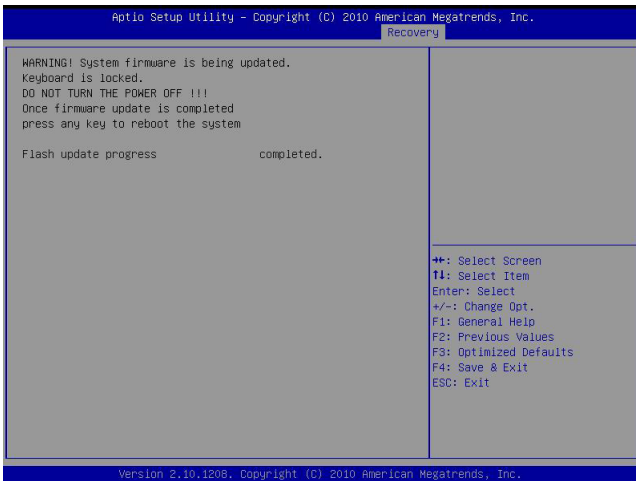 Aptio Setup Utility – Copyright (C) 2010 American Megatrends, Inc.
Recovery
WARNING! System firmware is being updated.
Keyboard is locked.
DO NOT TURN THE POWER OFF !!!
Once firmware update is completed
press any key to reboot the system
Flash update progress completed.
→←: Select Screen
↑↓: Select Item
Enter: Select
+/-: Change Opt.
F1: General Help
F2: Previous Values
F3: Optimized Defaults
F4: Save & Exit
ESC: Exit
Version 2.10.1208. Copyright (C) 2010 American Megatrends, Inc.